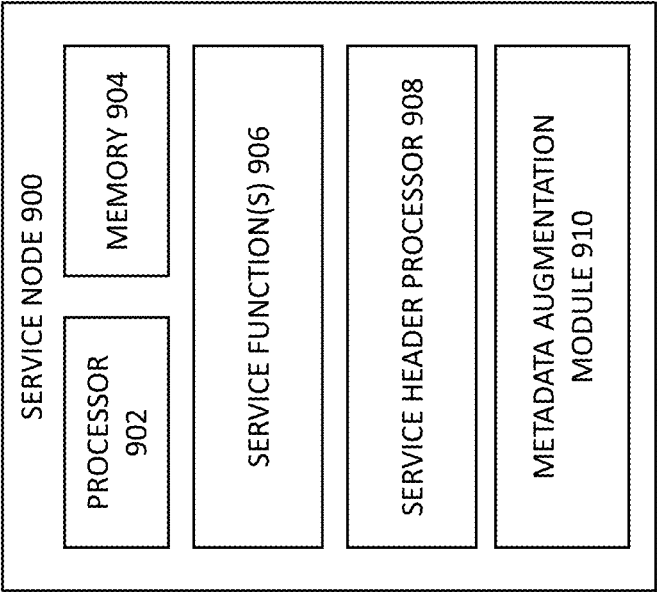 SERVICE NODE 900
PROCESSOR
902
MEMORY 904
SERVICE FUNCTION(S) 906
SERVICE HEADER PROCESSOR 908
METADATA AUGMENTATION
MODULE 910